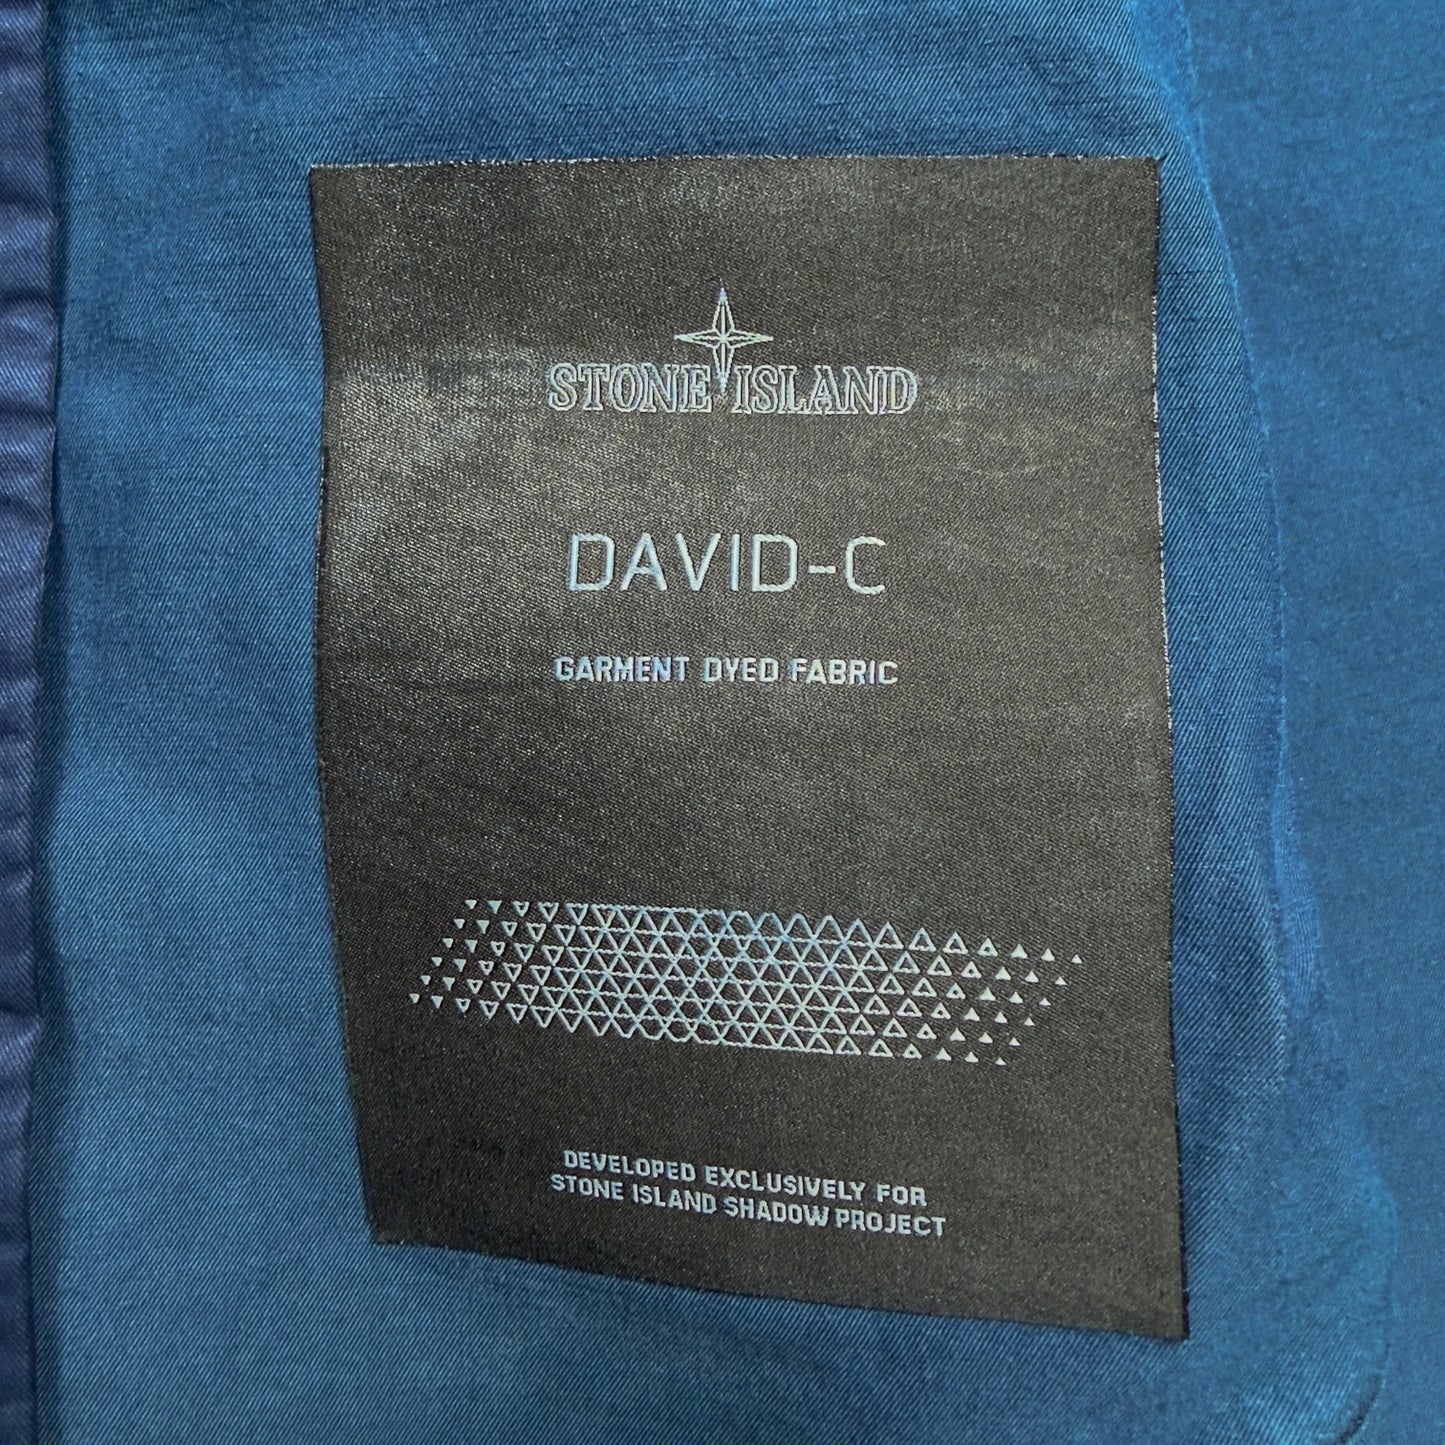 STONE ISLAND
DAVID-C
GARMENT DYED FABRIC
DEVELOPED EXCLUSIVELY FOR
STONE ISLAND SHADOW PROJECT